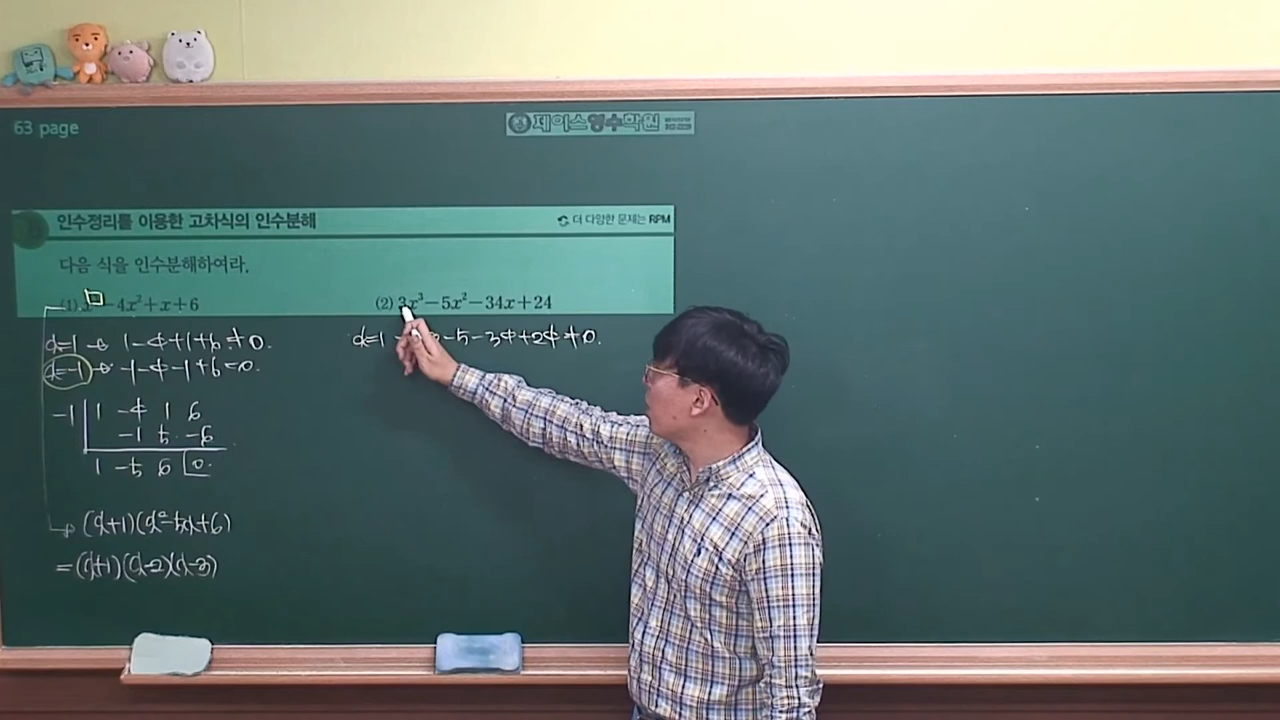 63 page
제이스영수학원
인수정리를 이용한 고차식의 인수분해
더 다양한 문제는 RPM
다음 식을 인수분해하여라.
(1) x³-4x²+x+6
(2) 3x³-5x²-34x+24
x=1 → 1-4+1+6≠0.
x=-1 → -1-4-1+6=0.
-1 | 1 -4 1 6
-1 5 -6
1 -5 6 0.
→ (x+1)(x²-5x+6)
=(x+1)(x-2)(x-3)
x=1 → -5-34+24≠0.